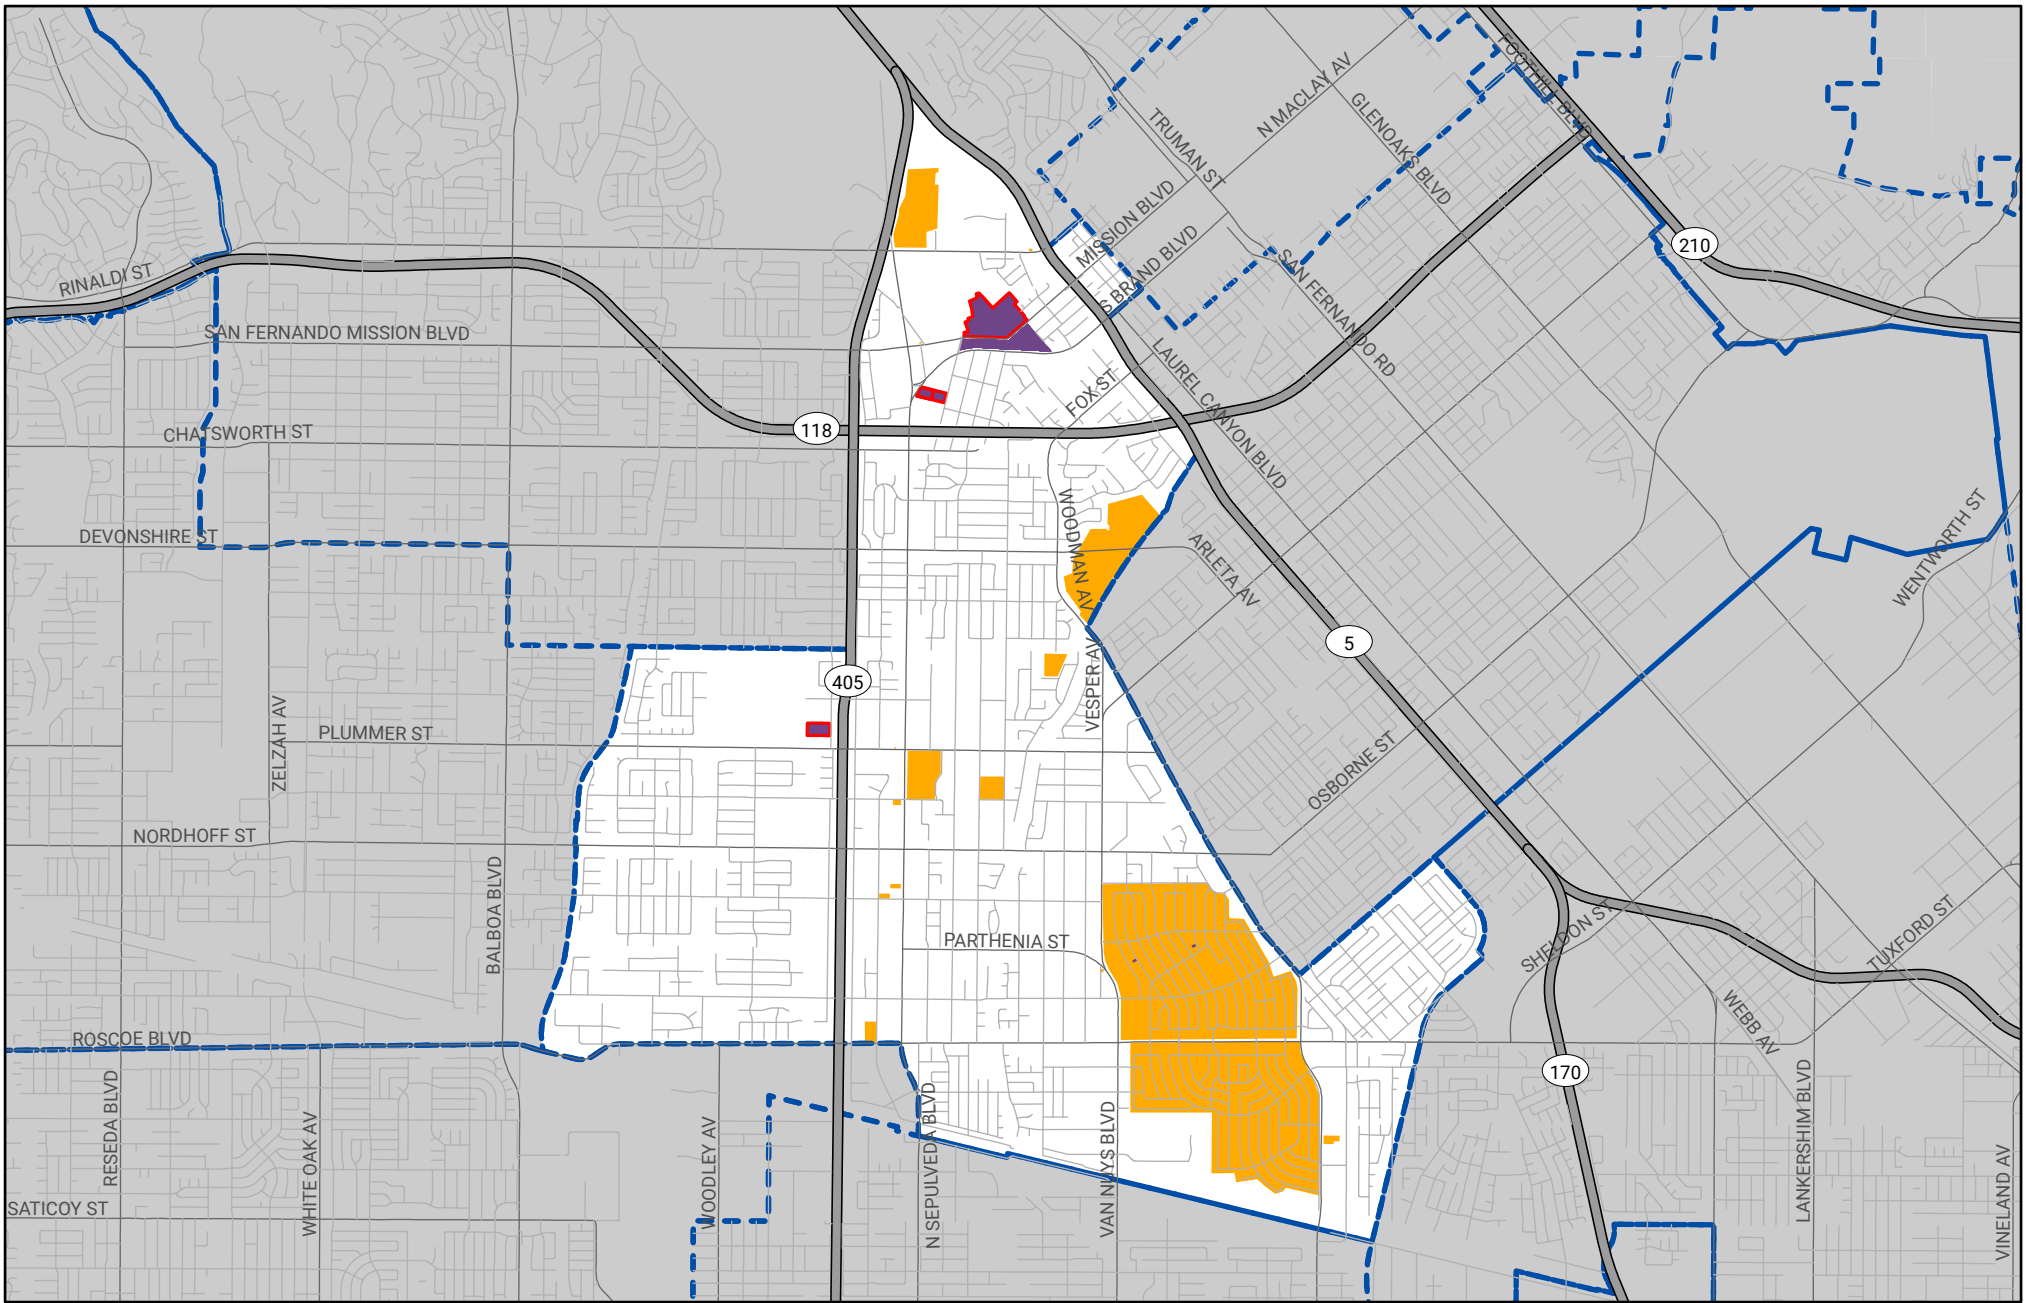 FOOTHILL BLVD
N MACLAY AV
TRUMAN ST
GLENOAKS BLVD
MISSION BLVD
S BRAND BLVD
210
RINALDI ST
SAN FERNANDO MISSION BLVD
SAN FERNANDO RD
LAUREL CANYON BLVD
FOX ST
118
CHATSWORTH ST
WOODMAN AV
DEVONSHIRE ST
ARLETA AV
WENTWORTH ST
5
405
VESPER AV
ZELZAH AV
PLUMMER ST
OSBORNE ST
NORDHOFF ST
BALBOA BLVD
PARTHENIA ST
SHELDON ST
TUXFORD ST
WEBB AV
ROSCOE BLVD
170
RESEDA BLVD
WHITE OAK AV
WOODLEY AV
N SEPULVEDA BLVD
VAN NUYS BLVD
LANKERSHIM BLVD
VINELAND AV
SATICOY ST